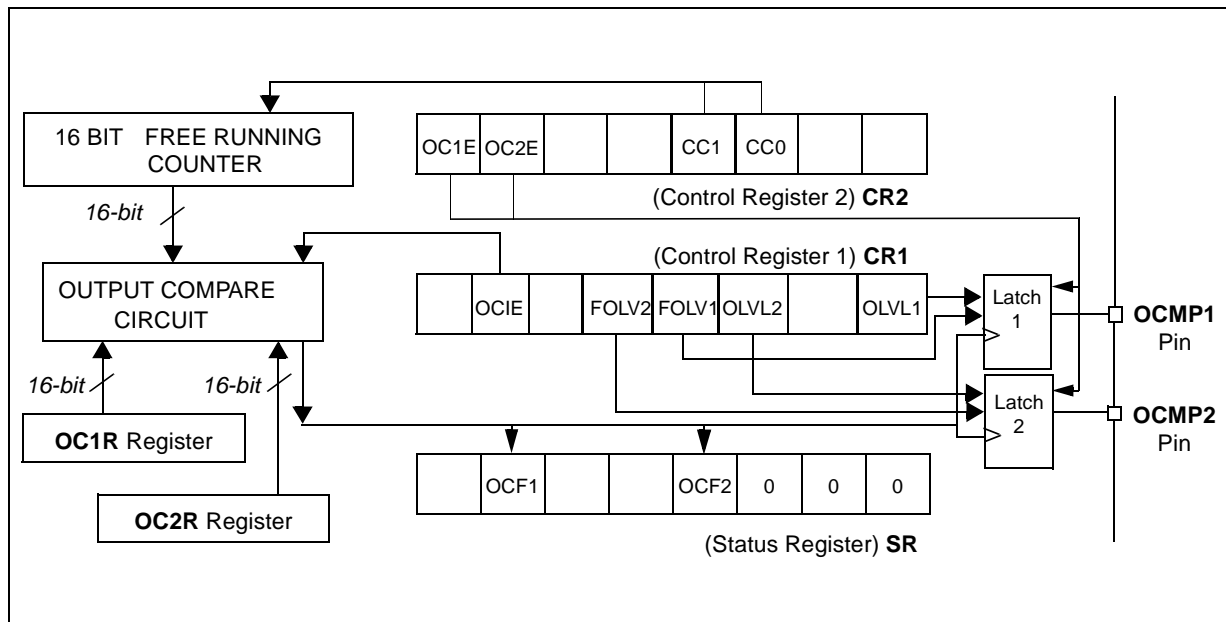 16 BIT FREE RUNNING
COUNTER
OC1E OC2E CC1 CC0
(Control Register 2) CR2
16-bit
(Control Register 1) CR1
OUTPUT COMPARE
CIRCUIT
OCIE FOLV2 FOLV1 OLVL2 OLVL1
Latch
1
OCMP1
Pin
16-bit
16-bit
Latch
2
OCMP2
Pin
OC1R Register
OCF1 OCF2 0 0 0
OC2R Register
(Status Register) SR